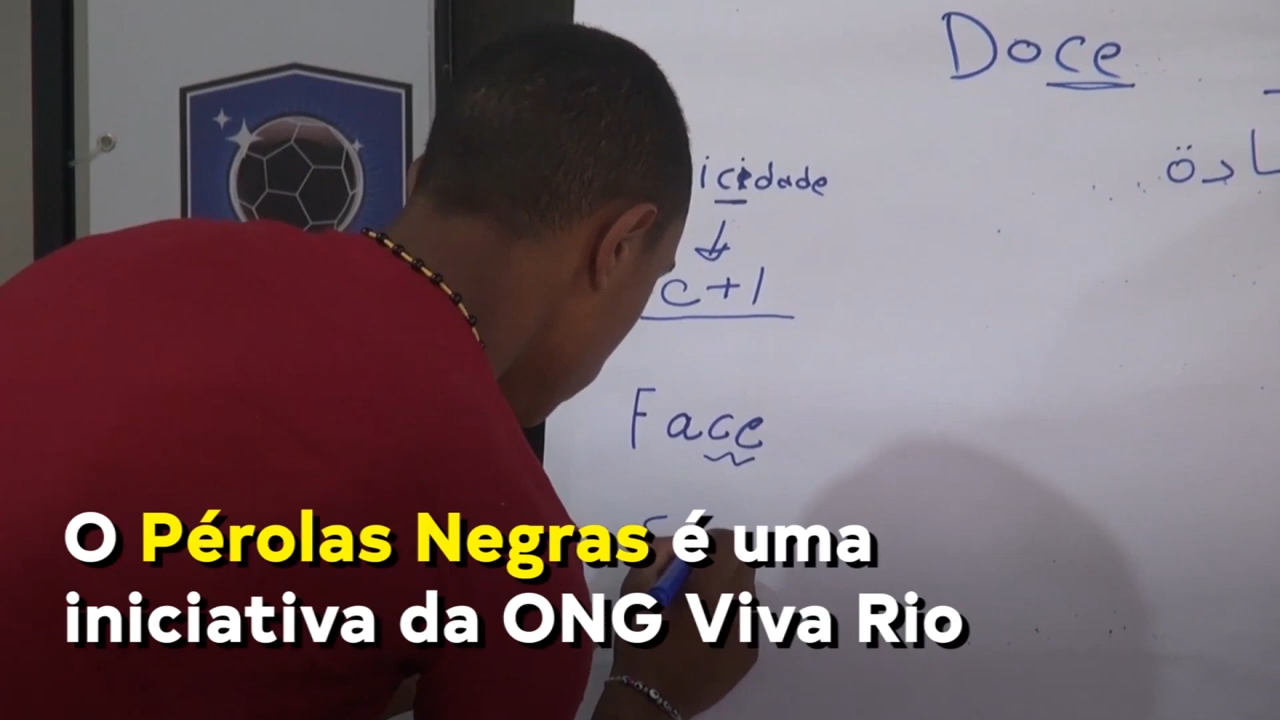 Doce
icidade
c+1
Face
O Pérolas Negras é uma
iniciativa da ONG Viva Rio